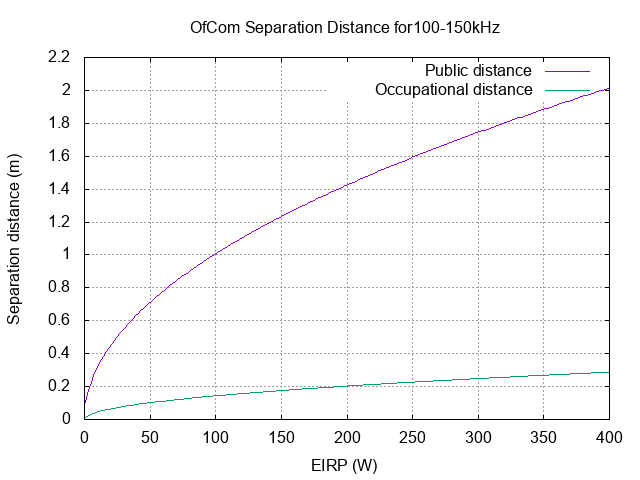 OfCom Separation Distance for100-150kHz
Public distance
Occupational distance
Separation distance (m)
2.2
2
1.8
1.6
1.4
1.2
1
0.8
0.6
0.4
0.2
0
0 50 100 150 200 250 300 350 400
EIRP (W)